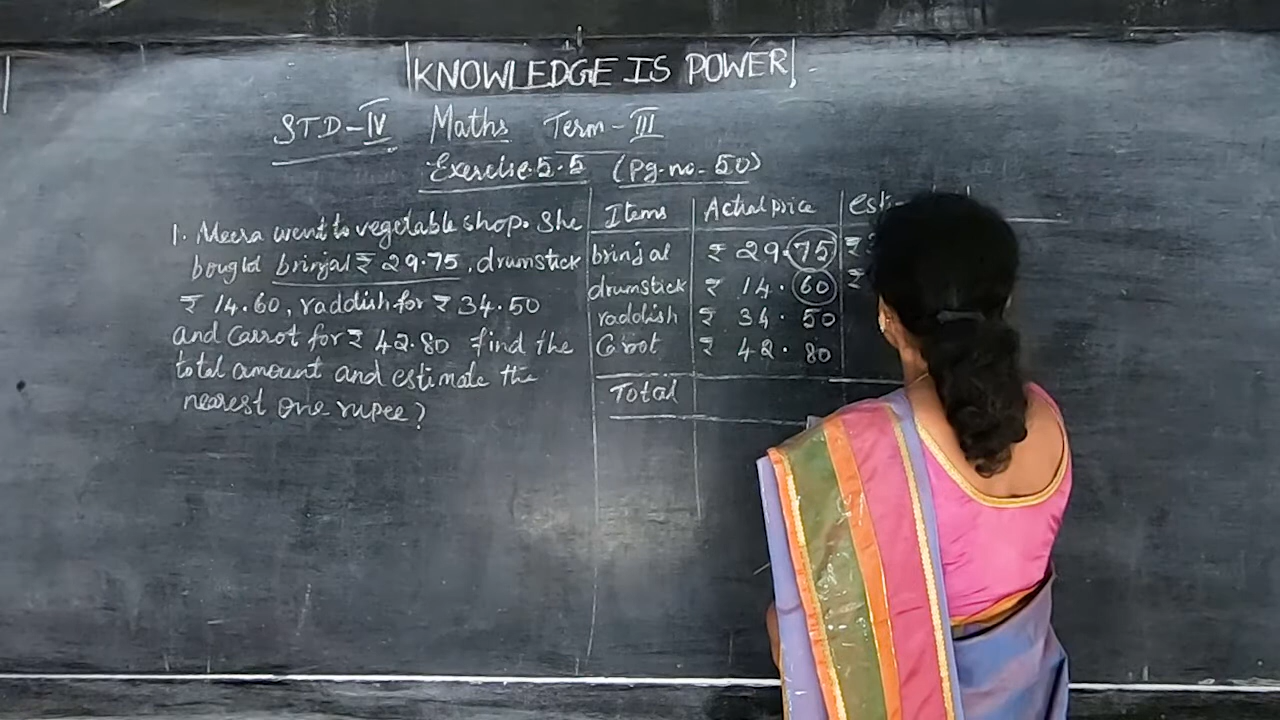 KNOWLEDGE IS POWER
STD-IV Maths Term-III
Exercise.5.5 (Pg.no-50)
1. Meera went to vegetable shop. She
bought brinjal ₹ 29.75, drumstick
₹ 14.60, raddish for ₹ 34.50
and Carrot for ₹ 42.80 find the
total amount and estimate the
nearest one rupee?
Items Actual price
brinjal ₹ 29.75 ₹
drumstick ₹ 14.60 ₹
raddish ₹ 34.50
₹ 42.80
Total